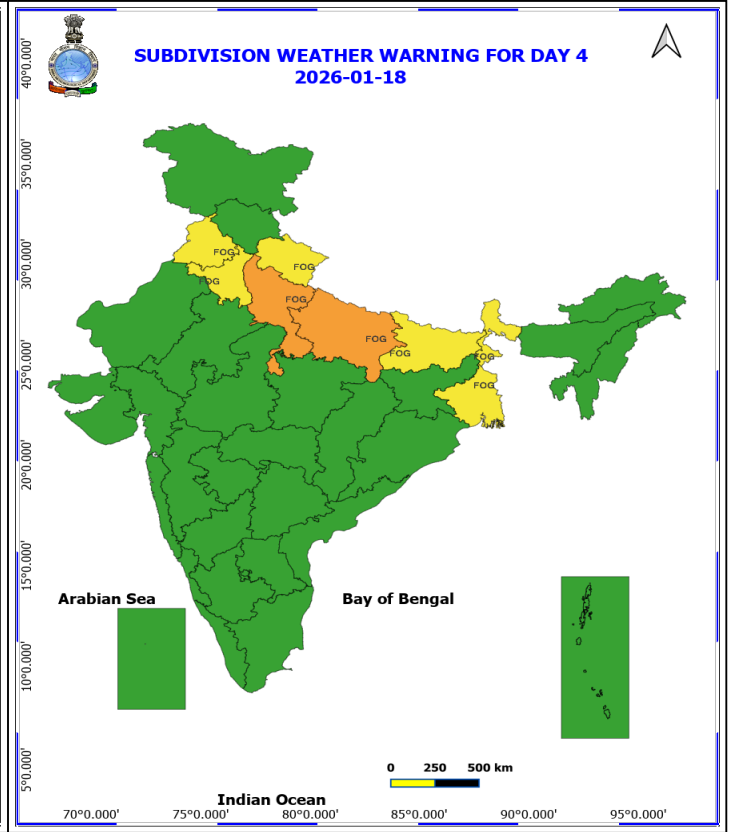 SUBDIVISION WEATHER WARNING FOR DAY 4
2026-01-18
40°0.000'
35°0.000'
30°0.000'
25°0.000'
20°0.000'
15°0.000'
10°0.000'
5°0.000'
FOG
FOG
FOG
FOG
FOG
FOG
FOG
FOG
Arabian Sea
Bay of Bengal
0 250 500 km
Indian Ocean
70°0.000' 75°0.000' 80°0.000' 85°0.000' 90°0.000' 95°0.000'